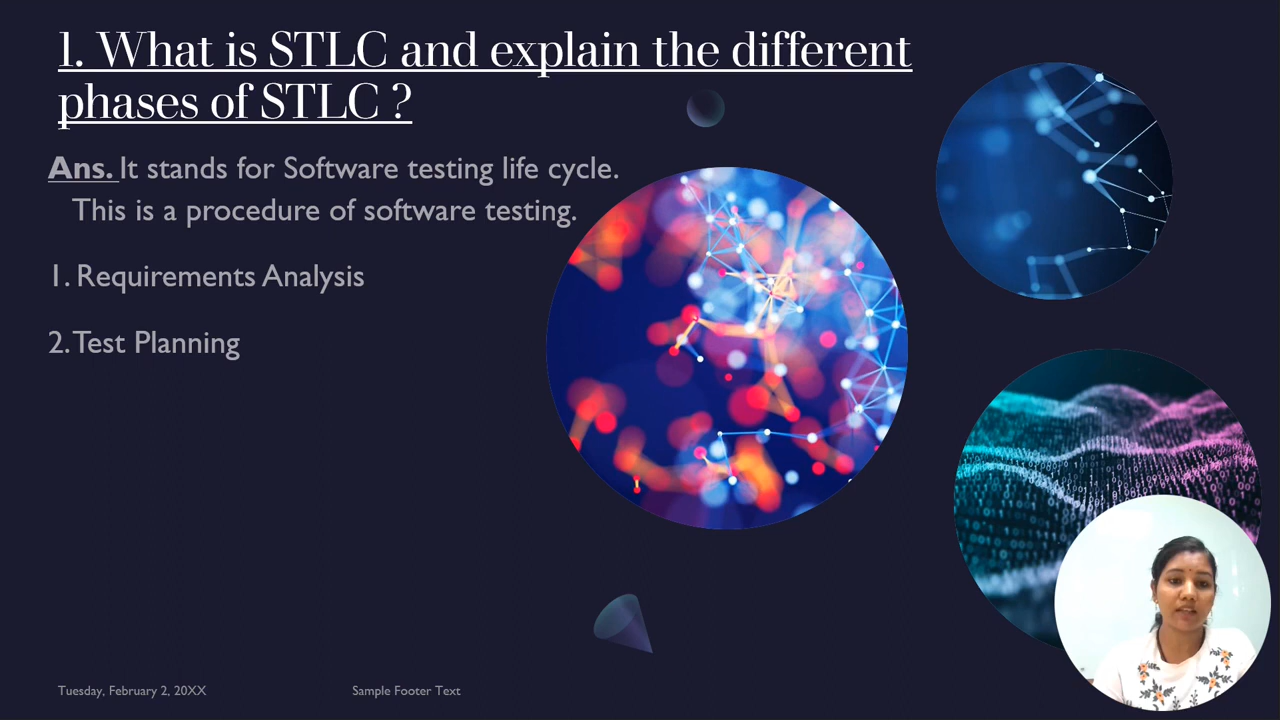 1. What is STLC and explain the different
phases of STLC ?
Ans. It stands for Software testing life cycle.
This is a procedure of software testing.
1. Requirements Analysis
2. Test Planning
Tuesday, February 2, 20XX
Sample Footer Text